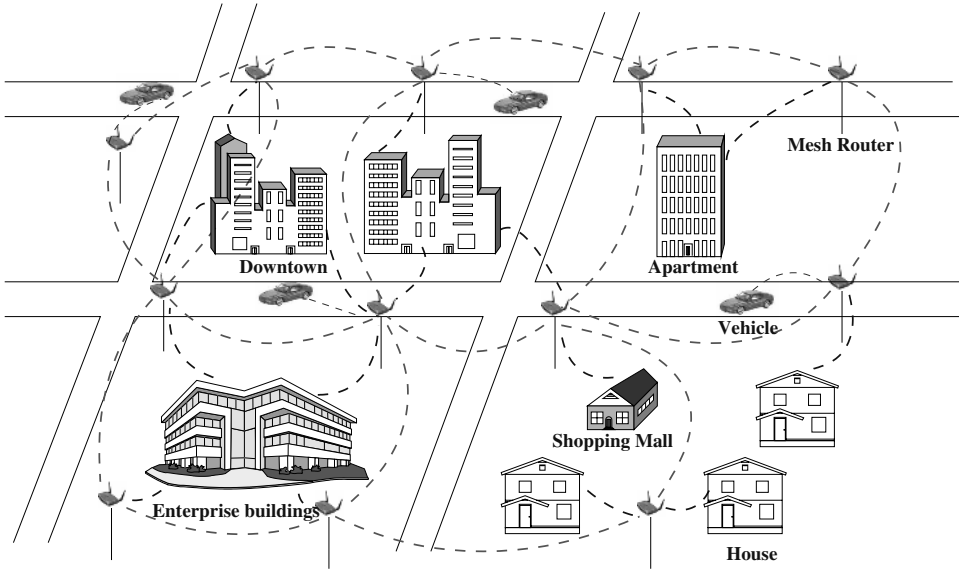 Mesh Router
Downtown
Apartment
Vehicle
Shopping Mall
Enterprise buildings
House